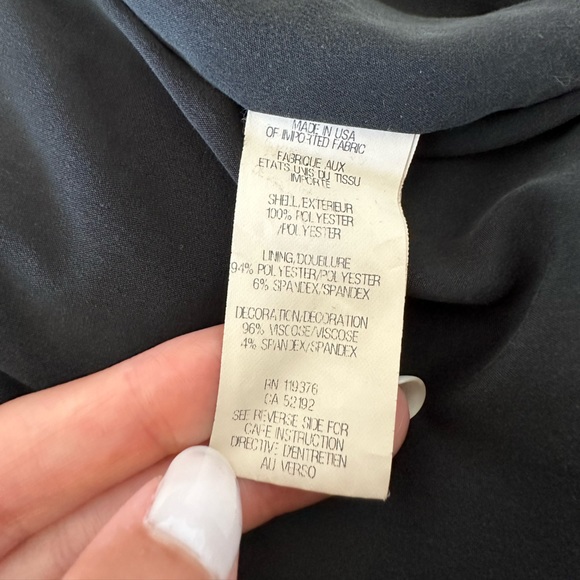 MADE IN USA
OF IMPORTED FABRIC
FABRIQUE AUX
ETATS UNIS DU TISSU
IMPORTE
SHELL, EXTERIEUR
100% POLYESTER
/POLYESTER
LINING, DOUBLURE
94% POLYESTER/POLYESTER
6% SPANDEX/SPANDEX
DECORATION/DECORATION
96% VISCOSE/VISCOSE
4% SPANDEX/SPANDEX
RN 119376
CA 52192
SEE REVERSE SIDE FOR
CARE INSTRUCTION
DIRECTIVE D'ENTRETIEN
AU VERSO